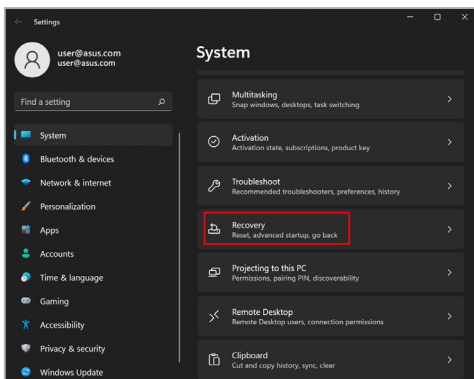 Settings
user@asus.com
user@asus.com
Find a setting
System
Bluetooth & devices
Network & internet
Personalization
Apps
Accounts
Time & language
Gaming
Accessibility
Privacy & security
Windows Update
System
Multitasking
Snap windows, desktops, task switching
Activation
Activation state, subscriptions, product key
Troubleshoot
Recommended troubleshooters, preferences, history
Recovery
Reset, advanced startup, go back
Projecting to this PC
Permissions, pairing PIN, discoverability
Remote Desktop
Remote Desktop users, connection permissions
Clipboard
Cut and copy history, sync, clear